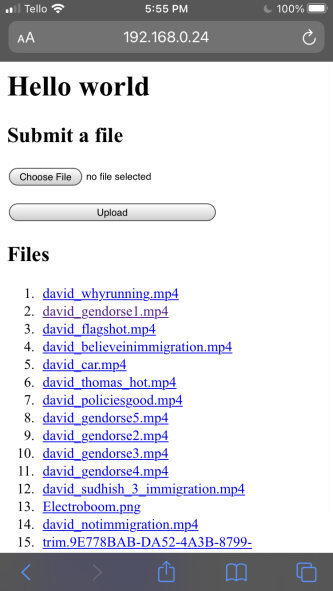 Tello 5:55 PM 100%
AA 192.168.0.24
Hello world
Submit a file
Choose File no file selected
Upload
Files
1. david_whyrunning.mp4
2. david_gendorse1.mp4
3. david_flagshot.mp4
4. david_believeinimmigration.mp4
5. david_car.mp4
6. david_thomas_hot.mp4
7. david_policiesgood.mp4
8. david_gendorse5.mp4
9. david_gendorse2.mp4
10. david_gendorse3.mp4
11. david_gendorse4.mp4
12. david_sudhish_3_immigration.mp4
13. Electroboom.png
14. david_notimmigration.mp4
15. trim.9E778BAB-DA52-4A3B-8799-